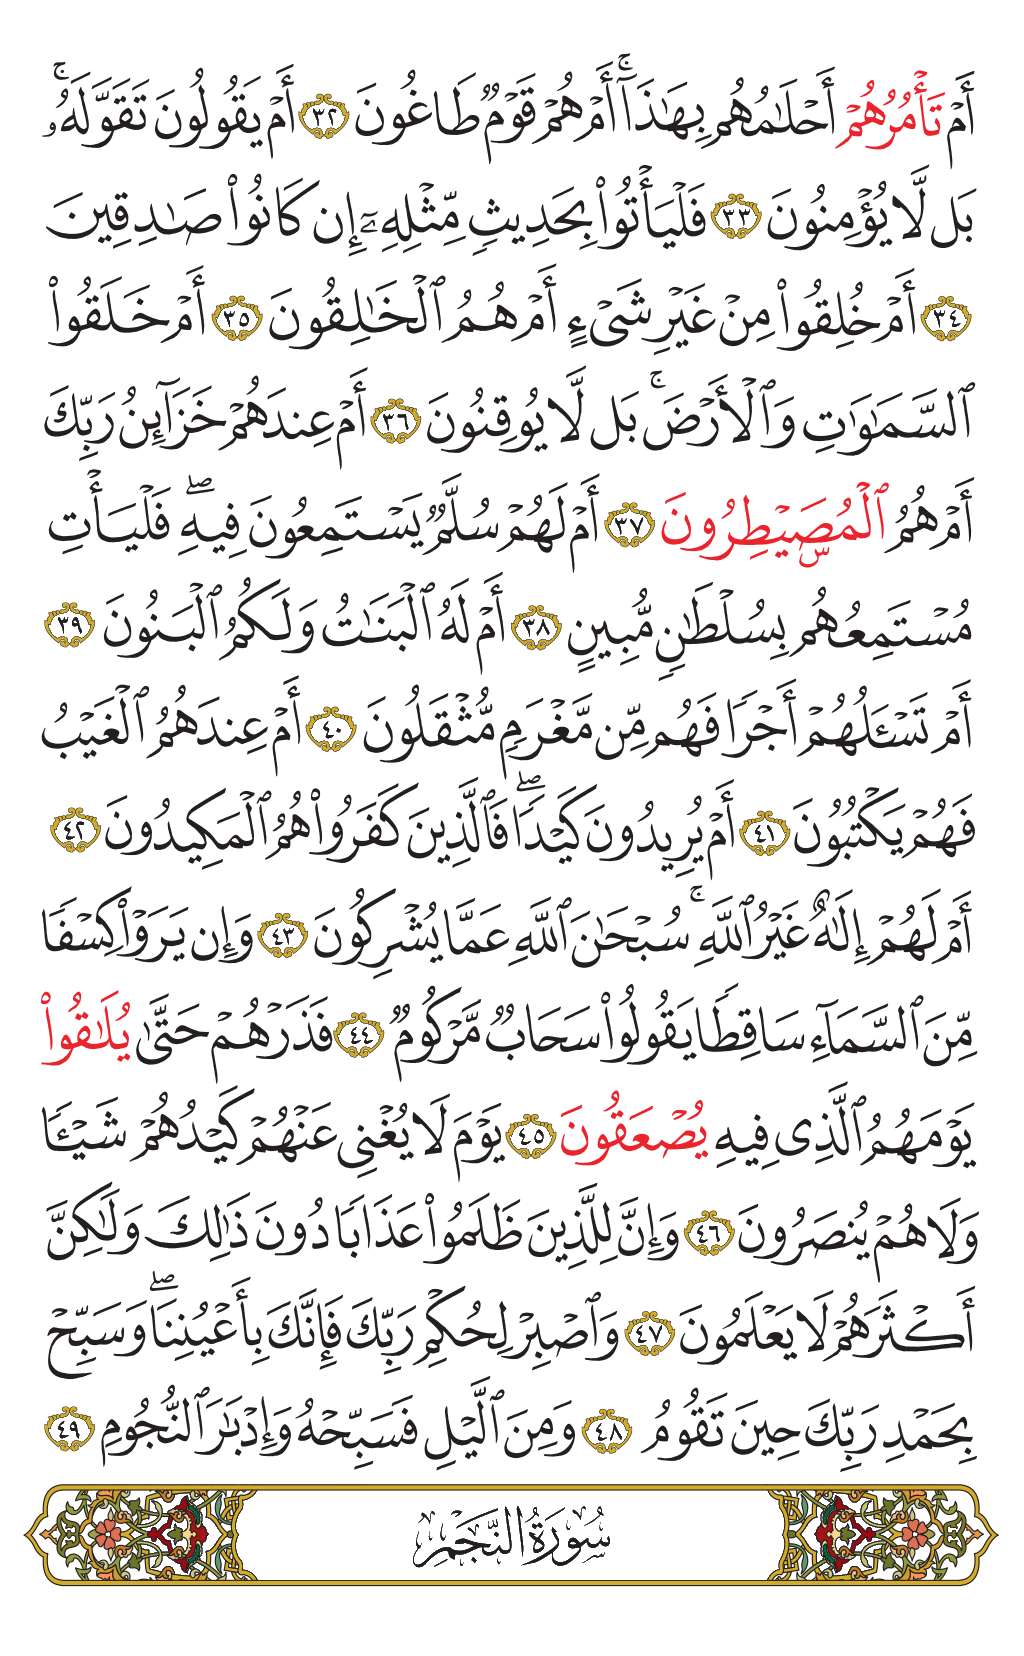 أَمْ تَأْمُرُهُمْ أَحْلَٰمُهُم بِهَٰذَآ ۚ أَمْ هُمْ قَوْمٌ طَاغُونَ ٣٢ أَمْ يَقُولُونَ تَقَوَّلَهُۥ ۚ
بَل لَّا يُؤْمِنُونَ ٣٣ فَلْيَأْتُوا۟ بِحَدِيثٍ مِّثْلِهِۦٓ إِن كَانُوا۟ صَٰدِقِينَ
٣٤ أَمْ خُلِقُوا۟ مِنْ غَيْرِ شَىْءٍ أَمْ هُمُ ٱلْخَٰلِقُونَ ٣٥ أَمْ خَلَقُوا۟
ٱلسَّمَٰوَٰتِ وَٱلْأَرْضَ ۚ بَل لَّا يُوقِنُونَ ٣٦ أَمْ عِندَهُمْ خَزَآئِنُ رَبِّكَ
أَمْ هُمُ ٱلْمُصَۣيْطِرُونَ ٣٧ أَمْ لَهُمْ سُلَّمٌ يَسْتَمِعُونَ فِيهِ ۖ فَلْيَأْتِ
مُسْتَمِعُهُم بِسُلْطَٰنٍ مُّبِينٍ ٣٨ أَمْ لَهُ ٱلْبَنَٰتُ وَلَكُمُ ٱلْبَنُونَ ٣٩
أَمْ تَسْـَٔلُهُمْ أَجْرًا فَهُم مِّن مَّغْرَمٍ مُّثْقَلُونَ ٤٠ أَمْ عِندَهُمُ ٱلْغَيْبُ
فَهُمْ يَكْتُبُونَ ٤١ أَمْ يُرِيدُونَ كَيْدًا ۖ فَٱلَّذِينَ كَفَرُوا۟ هُمُ ٱلْمَكِيدُونَ ٤٢
أَمْ لَهُمْ إِلَٰهٌ غَيْرُ ٱللَّهِ ۚ سُبْحَٰنَ ٱللَّهِ عَمَّا يُشْرِكُونَ ٤٣ وَإِن يَرَوْا۟ كِسْفًا
مِّنَ ٱلسَّمَآءِ سَاقِطًا يَقُولُوا۟ سَحَابٌ مَّرْكُومٌ ٤٤ فَذَرْهُمْ حَتَّىٰ يُلَٰقُوا۟
يَوْمَهُمُ ٱلَّذِى فِيهِ يُصْعَقُونَ ٤٥ يَوْمَ لَا يُغْنِى عَنْهُمْ كَيْدُهُمْ شَيْـًٔا
وَلَا هُمْ يُنصَرُونَ ٤٦ وَإِنَّ لِلَّذِينَ ظَلَمُوا۟ عَذَابًا دُونَ ذَٰلِكَ وَلَٰكِنَّ
أَكْثَرَهُمْ لَا يَعْلَمُونَ ٤٧ وَٱصْبِرْ لِحُكْمِ رَبِّكَ فَإِنَّكَ بِأَعْيُنِنَا ۖ وَسَبِّحْ
بِحَمْدِ رَبِّكَ حِينَ تَقُومُ ٤٨ وَمِنَ ٱلَّيْلِ فَسَبِّحْهُ وَإِدْبَٰرَ ٱلنُّجُومِ ٤٩
سُورَةُ النَّجْمِ